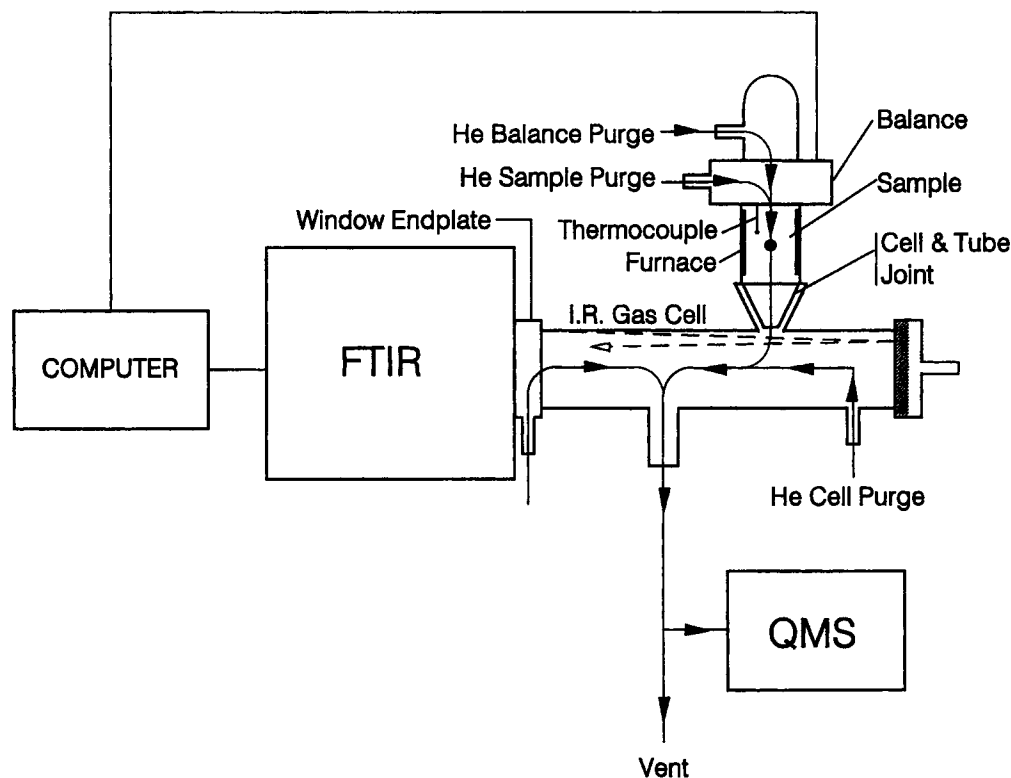 He Balance Purge
Balance
He Sample Purge
Sample
Window Endplate
Thermocouple
Furnace
Cell & Tube
Joint
I.R. Gas Cell
COMPUTER
FTIR
He Cell Purge
QMS
Vent